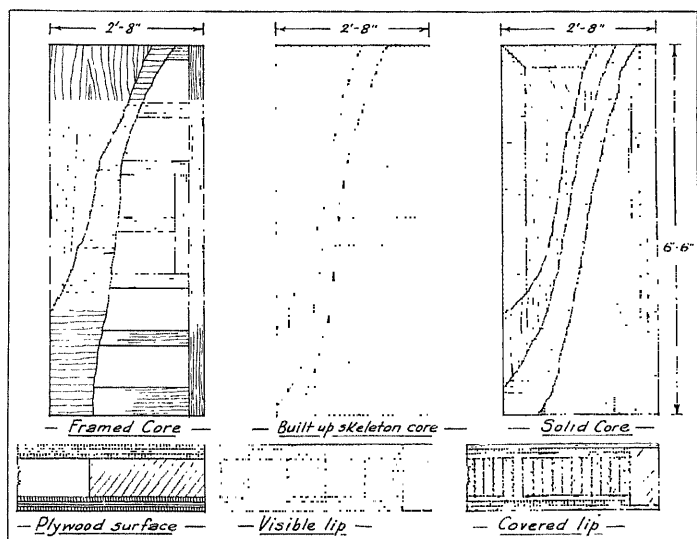 2'-8" 2'-8" 2'-8"
6'-6"
— Framed Core — Built up skeleton core — — Solid Core —
— Plywood surface — — Visible lip — — Covered lip —